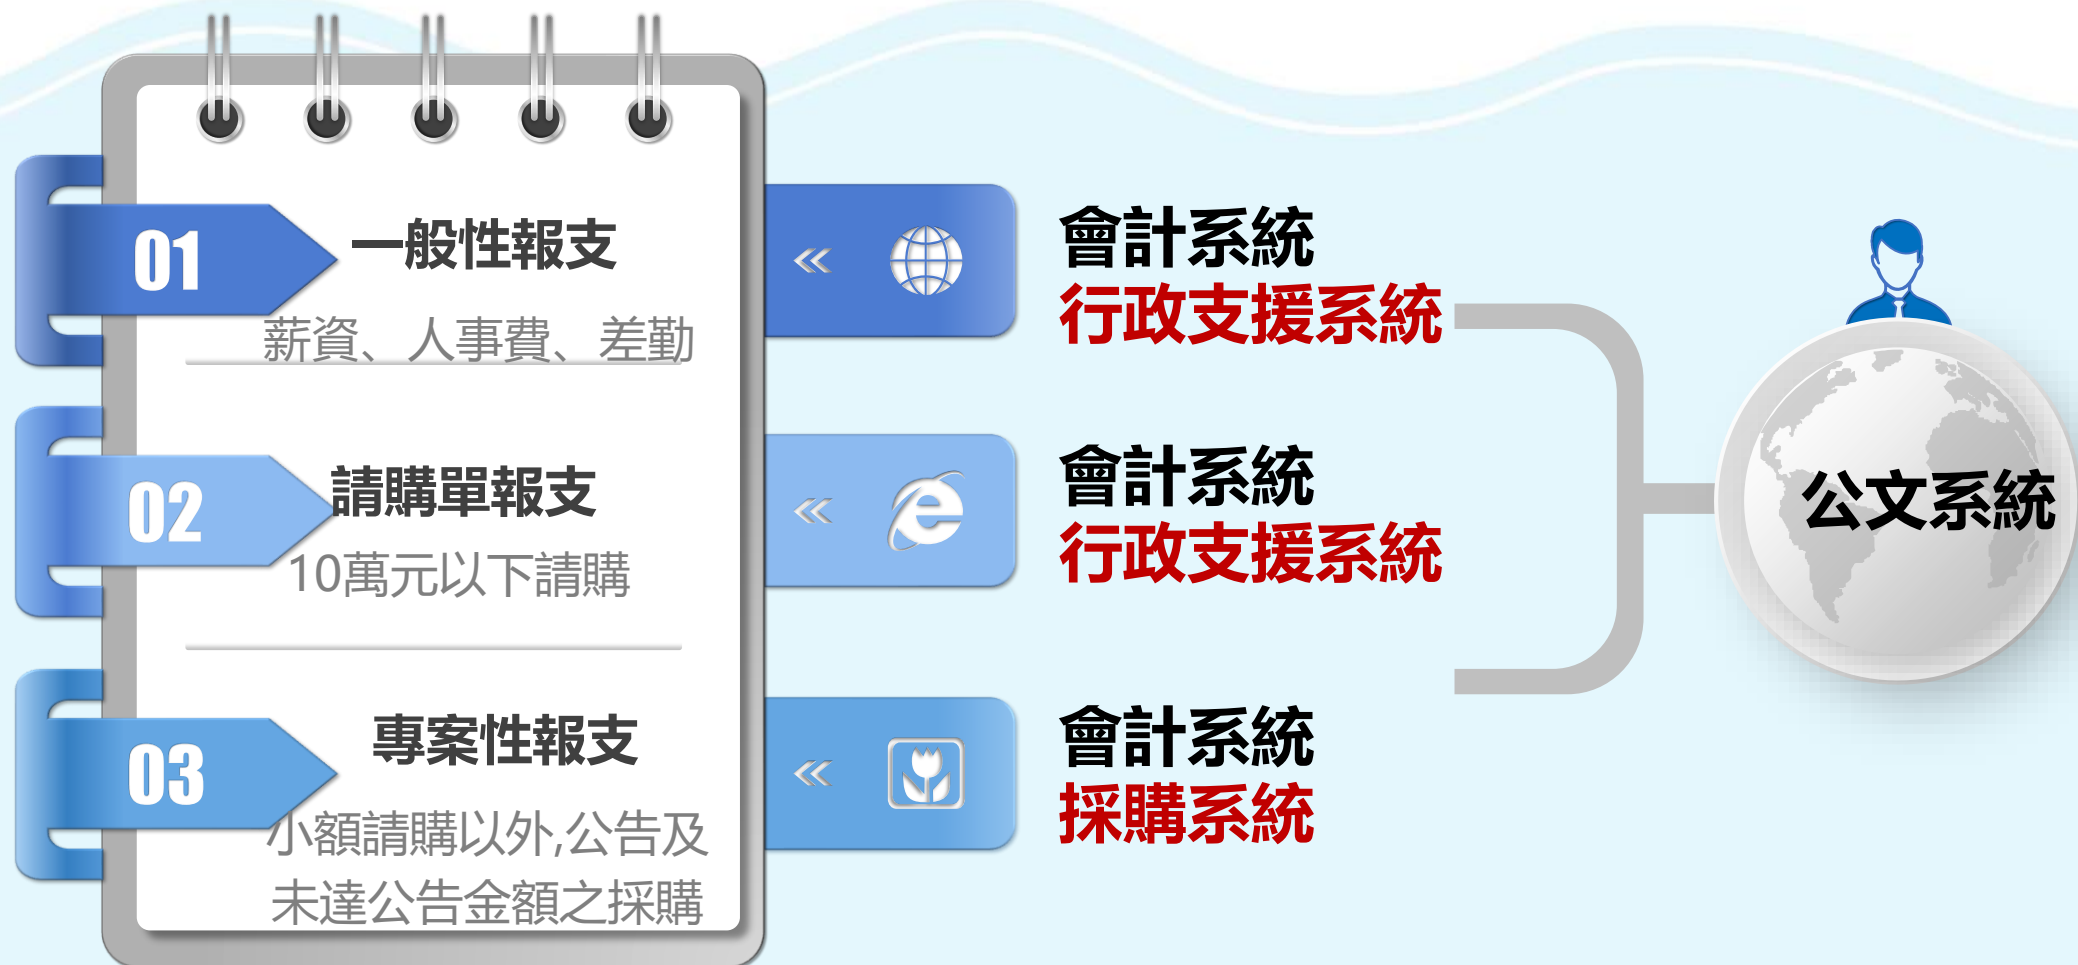 01
一般性報支
薪資、人事費、差勤
會計系統
行政支援系統
02
請購單報支
10萬元以下請購
會計系統
行政支援系統
03
專案性報支
小額請購以外,公告及
未達公告金額之採購
會計系統
採購系統
公文系統